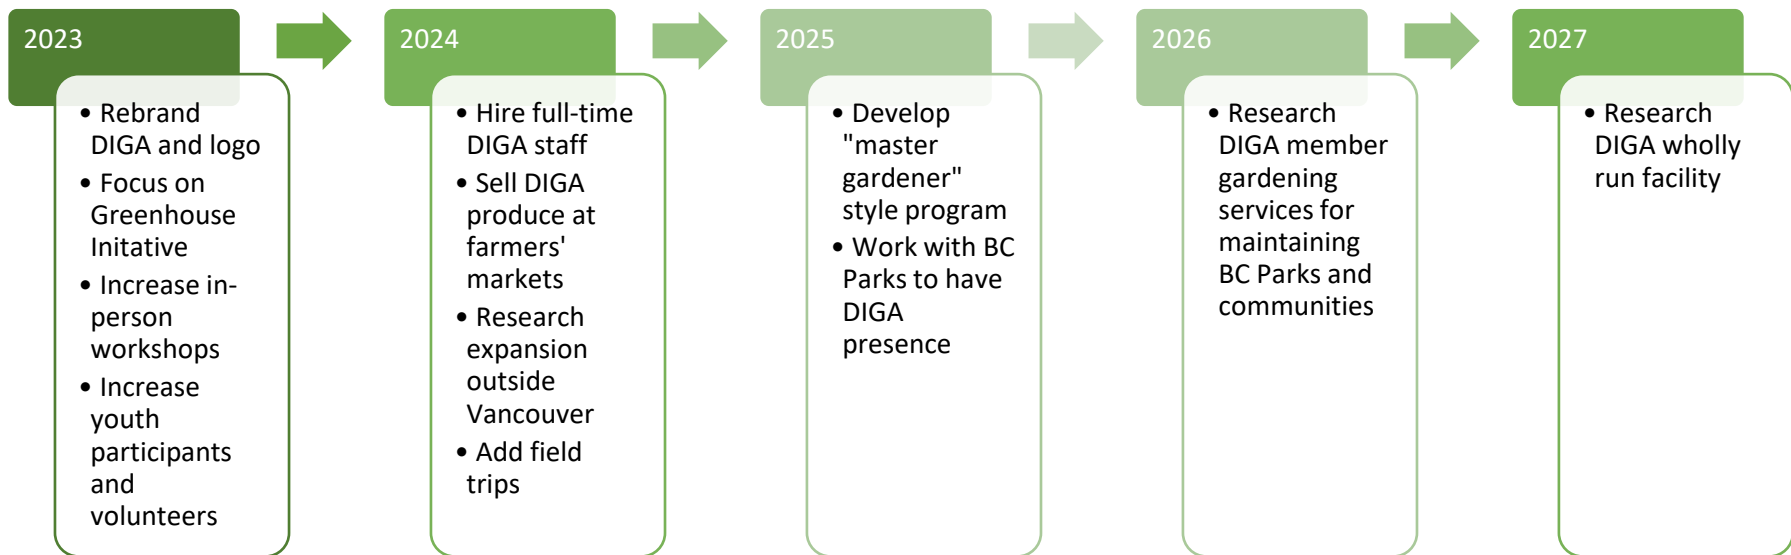 2023
• Rebrand
DIGA and logo
• Focus on
Greenhouse
Initative
• Increase in-
person
workshops
• Increase
youth
participants
and
volunteers
2024
• Hire full-time
DIGA staff
• Sell DIGA
produce at
farmers'
markets
• Research
expansion
outside
Vancouver
• Add field
trips
2025
• Develop
"master
gardener"
style program
• Work with BC
Parks to have
DIGA
presence
2026
• Research
DIGA member
gardening
services for
maintaining
BC Parks and
communities
2027
• Research
DIGA wholly
run facility